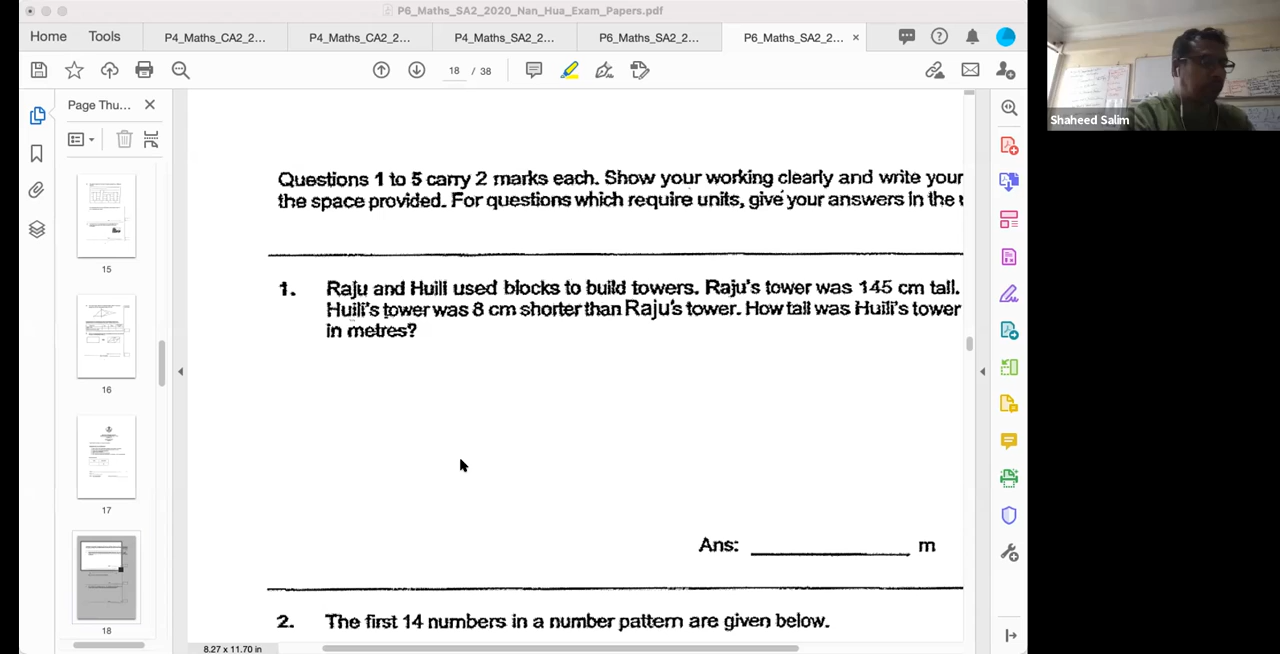 P6_Maths_SA2_2020_Nan_Hua_Exam_Papers.pdf
Home Tools P4_Maths_CA2_2... P4_Maths_CA2_2... P4_Maths_SA2_2... P6_Maths_SA2_2... P6_Maths_SA2_2... ×
18 / 38
Page Thu...
15
16
17
18
Questions 1 to 5 carry 2 marks each. Show your working clearly and write your
the space provided. For questions which require units, give your answers in the
1. Raju and Huili used blocks to build towers. Raju's tower was 145 cm tall.
Huili's tower was 8 cm shorter than Raju's tower. How tall was Huili's tower
in metres?
Ans: ____________ m
2. The first 14 numbers in a number pattern are given below.
8.27 x 11.70 in
Shaheed Salim